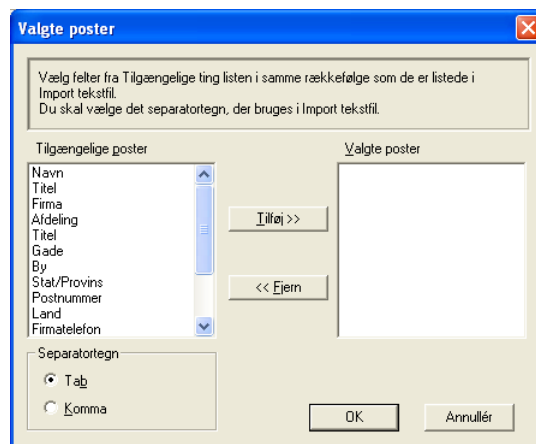 Valgte poster
Vælg felter fra Tilgængelige ting listen i samme rækkefølge som de er listede i
Import tekstfil.
Du skal vælge det separatortegn, der bruges i Import tekstfil.
Tilgængelige poster
Valgte poster
Navn
Titel
Firma
Afdeling
Titel
Gade
By
Stat/Provins
Postnummer
Land
Firmatelefon
Tilføj >>
<< Fjern
Separatortegn
Tab
Komma
OK
Annullér